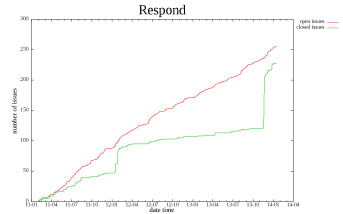 Respond
open issues
closed issues
300
250
200
150
100
50
0
number of issues
11-01 11-04 11-07 11-10 12-01 12-04 12-07 12-10 13-01 13-04 13-07 13-10 14-01 14-04
date time